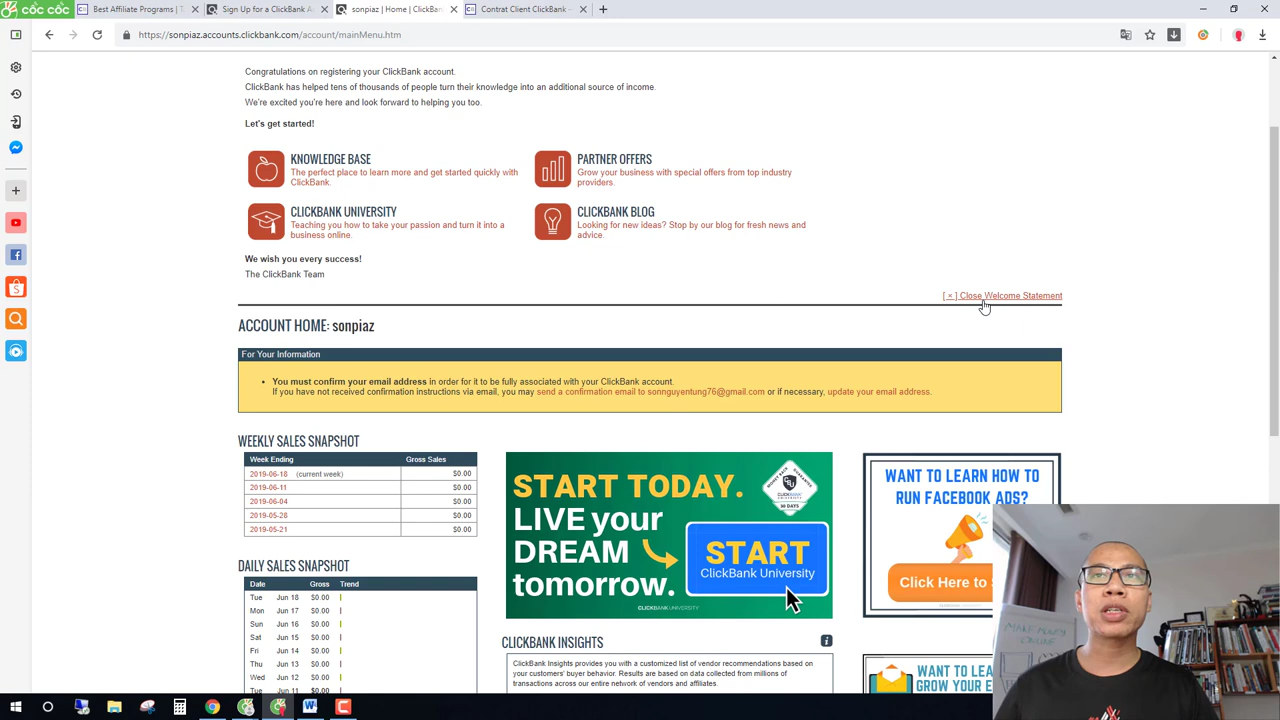 cốc cốc
Best Affiliate Programs | T
Sign Up for a ClickBank A
sonpiaz | Home | ClickBan
Contrat Client ClickBank –
https://sonpiaz.accounts.clickbank.com/account/mainMenu.htm
Congratulations on registering your ClickBank account.
ClickBank has helped tens of thousands of people turn their knowledge into an additional source of income.
We're excited you're here and look forward to helping you too.
Let's get started!
KNOWLEDGE BASE
The perfect place to learn more and get started quickly with
ClickBank.
PARTNER OFFERS
Grow your business with special offers from top industry
providers.
CLICKBANK UNIVERSITY
Teaching you how to take your passion and turn it into a
business online.
CLICKBANK BLOG
Looking for new ideas? Stop by our blog for fresh news and
advice.
We wish you every success!
The ClickBank Team
[ × ] Close Welcome Statement
ACCOUNT HOME: sonpiaz
For Your Information
• You must confirm your email address in order for it to be fully associated with your ClickBank account.
If you have not received confirmation instructions via email, you may send a confirmation email to sonnguyentung76@gmail.com or if necessary, update your email address.
WEEKLY SALES SNAPSHOT
Week Ending Gross Sales
2019-06-18 (current week) $0.00
2019-06-11 $0.00
2019-06-04 $0.00
2019-05-28 $0.00
2019-05-21 $0.00
DAILY SALES SNAPSHOT
Date Gross Trend
Tue Jun 18 $0.00
Mon Jun 17 $0.00
Sun Jun 16 $0.00
Sat Jun 15 $0.00
Fri Jun 14 $0.00
Thu Jun 13 $0.00
Wed Jun 12 $0.00
Tue Jun 11 $0.00
START TODAY.
LIVE your
DREAM
tomorrow.
START
ClickBank University
CLICKBANK UNIVERSITY
CLICKBANK INSIGHTS
ClickBank Insights provides you with a customized list of vendor recommendations based on
your customers' buyer behavior. Results are based on data collected from millions of
transactions across our entire network of vendors and affiliates.
WANT TO LEARN HOW TO
RUN FACEBOOK ADS?
Click Here to S
WANT TO LEA
GROW YOUR E
MAKE MONEY
ONLINE